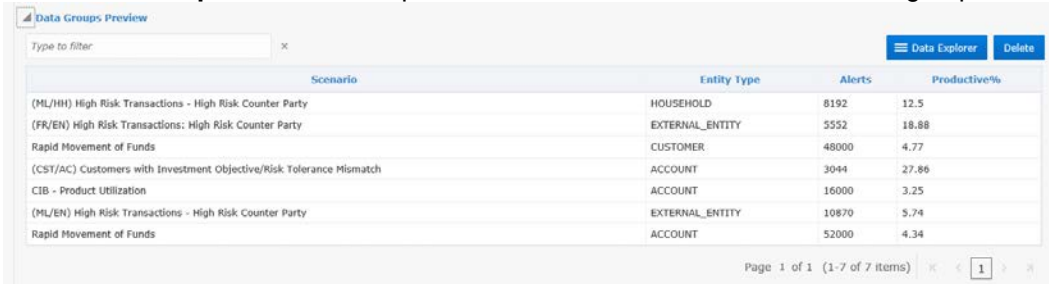 Data Groups Preview
Type to filter ×
Data Explorer Delete
Scenario Entity Type Alerts Productive%
(ML/HH) High Risk Transactions - High Risk Counter Party HOUSEHOLD 8192 12.5
(FR/EN) High Risk Transactions: High Risk Counter Party EXTERNAL_ENTITY 5552 18.88
Rapid Movement of Funds CUSTOMER 48000 4.77
(CST/AC) Customers with Investment Objective/Risk Tolerance Mismatch ACCOUNT 3044 27.86
CIB - Product Utilization ACCOUNT 16000 3.25
(ML/EN) High Risk Transactions - High Risk Counter Party EXTERNAL_ENTITY 10870 5.74
Rapid Movement of Funds ACCOUNT 52000 4.34
Page 1 of 1 (1-7 of 7 items) 1